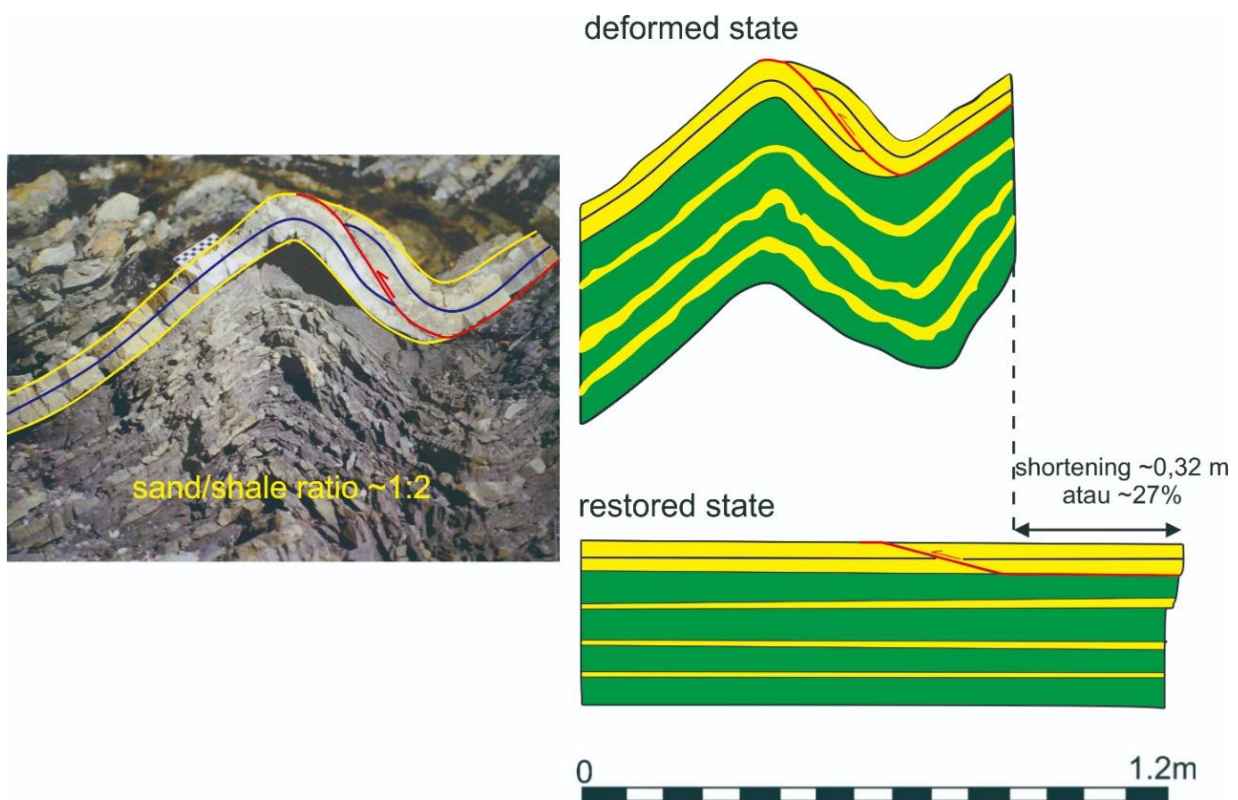 deformed state
sand/shale ratio ~1:2
shortening ~0,32 m
atau ~27%
restored state
0
1.2m